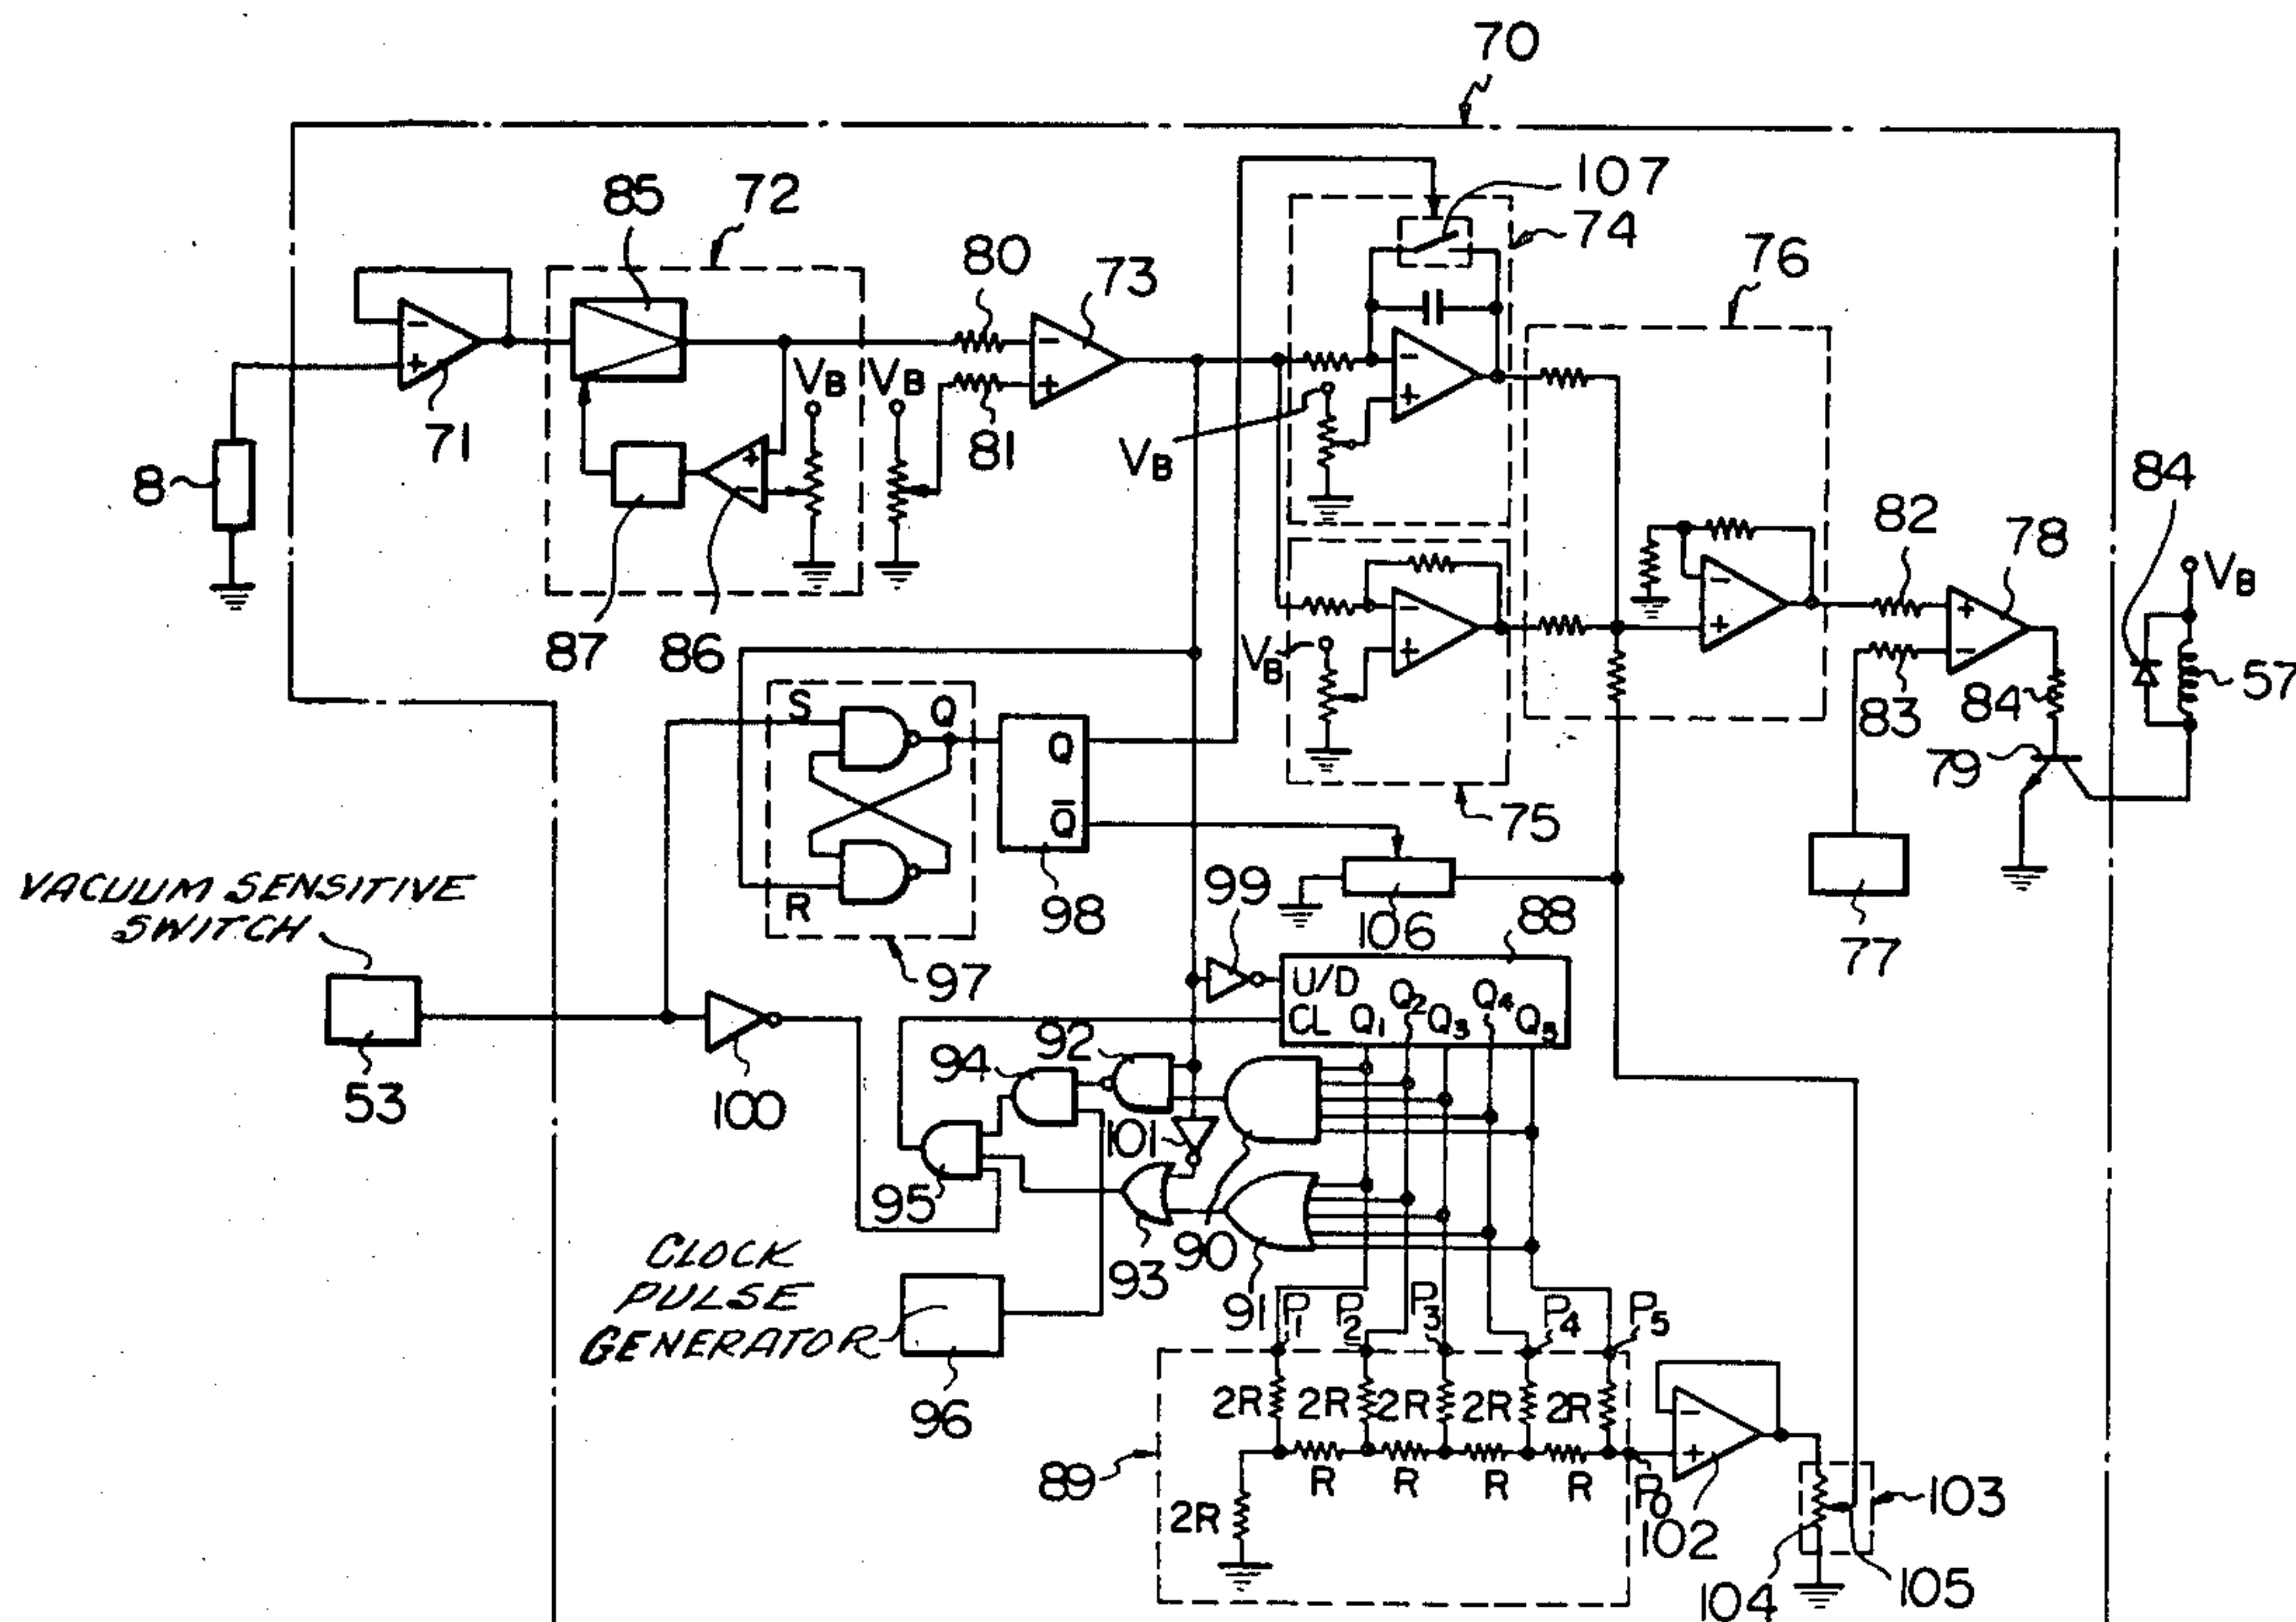 70
107
85
72
80
73
74
76
VB
VB
8
71
81
VB
84
82
78
VB
87
86
VB
57
S
Q
Q
84
83
79
Q̅
75
R
98
106
99
88
77
VACUUM SENSITIVE
SWITCH
97
U/D
CL
Q1
Q2
Q3
Q4
Q5
53
100
94
92
101
95
93
90
91
CLOCK
PULSE
GENERATOR
96
P1
P2
P3
P4
P5
2R
2R
2R
2R
2R
89
R
R
R
R
P0
2R
102
103
104
105